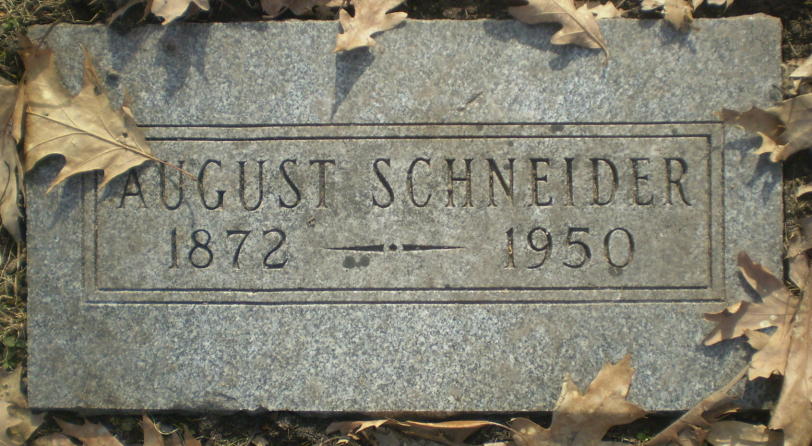 AUGUST SCHNEIDER
1872 — 1950